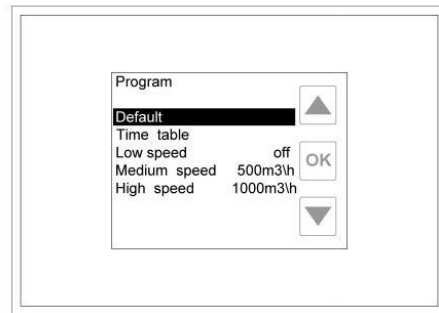 Program
Default
Time table
Low speed off
Medium speed 500m3\h
High speed 1000m3\h
OK